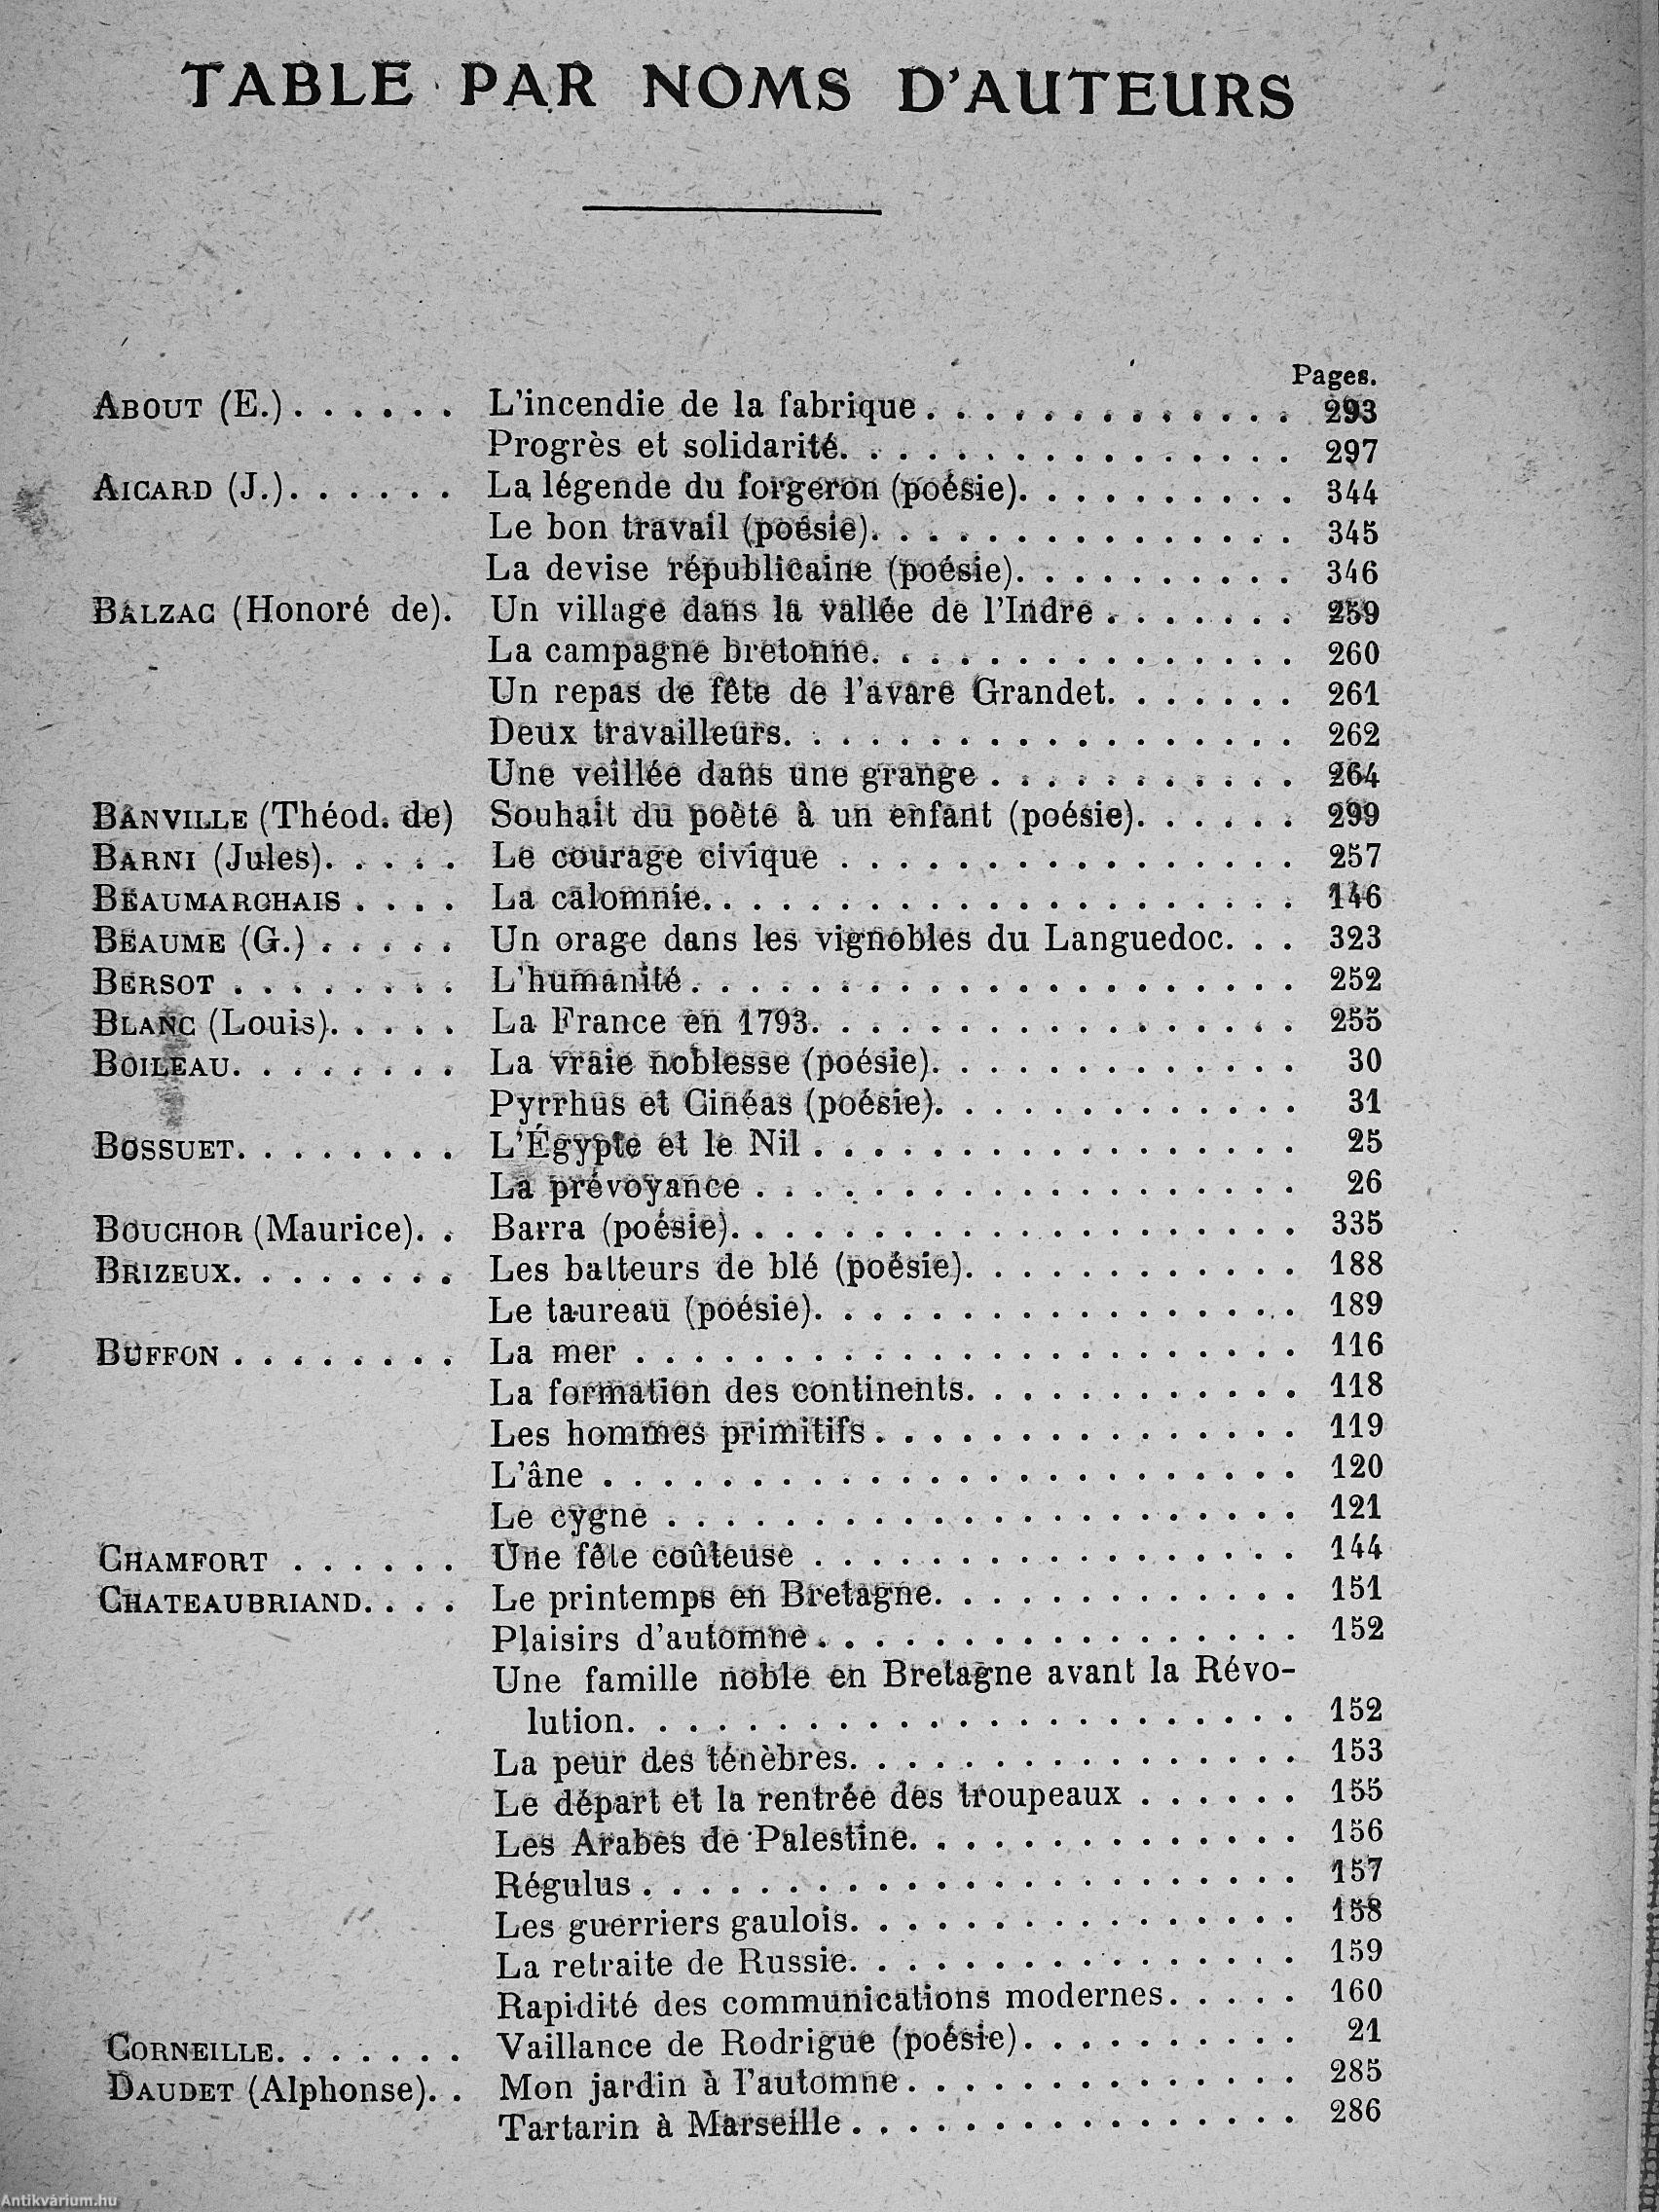 TABLE PAR NOMS D'AUTEURS
Pages.
ABOUT (E.) . . . . . . L'incendie de la fabrique . . . . . . . . . . . . . 293
Progrès et solidarité. . . . . . . . . . . . . . . . 297
AICARD (J.). . . . . . La légende du forgeron (poésie). . . . . . . . . . 344
Le bon travail (poésie). . . . . . . . . . . . . . . 345
La devise républicaine (poésie). . . . . . . . . . 346
BALZAC (Honoré de). Un village dans la vallée de l'Indre . . . . . . . 259
La campagne bretonne. . . . . . . . . . . . . . . 260
Un repas de fête de l'avare Grandet. . . . . . . 261
Deux travailleurs. . . . . . . . . . . . . . . . . . 262
Une veillée dans une grange . . . . . . . . . . . 264
BANVILLE (Théod. de) Souhait du poète à un enfant (poésie). . . . . . 299
BARNI (Jules). . . . . Le courage civique . . . . . . . . . . . . . . . . 257
BEAUMARCHAIS . . . . La calomnie. . . . . . . . . . . . . . . . . . . . . 146
BEAUME (G.) . . . . . Un orage dans les vignobles du Languedoc. . . 323
BERSOT . . . . . . . . L'humanité . . . . . . . . . . . . . . . . . . . . . 252
BLANC (Louis). . . . . La France en 1793. . . . . . . . . . . . . . . . . 255
BOILEAU. . . . . . . . La vraie noblesse (poésie). . . . . . . . . . . . . 30
Pyrrhus et Cinéas (poésie). . . . . . . . . . . . . 31
BOSSUET. . . . . . . . L'Égypte et le Nil . . . . . . . . . . . . . . . . . 25
La prévoyance . . . . . . . . . . . . . . . . . . . 26
BOUCHOR (Maurice). . Barra (poésie). . . . . . . . . . . . . . . . . . . . 335
BRIZEUX. . . . . . . . Les batteurs de blé (poésie). . . . . . . . . . . . 188
Le taureau (poésie). . . . . . . . . . . . . . . . . 189
BUFFON . . . . . . . . La mer . . . . . . . . . . . . . . . . . . . . . . . 116
La formation des continents. . . . . . . . . . . . 118
Les hommes primitifs . . . . . . . . . . . . . . . 119
L'âne . . . . . . . . . . . . . . . . . . . . . . . . 120
Le cygne . . . . . . . . . . . . . . . . . . . . . . 121
CHAMFORT . . . . . . Une fête coûteuse . . . . . . . . . . . . . . . . . 144
CHATEAUBRIAND. . . . Le printemps en Bretagne. . . . . . . . . . . . . 151
Plaisirs d'automne . . . . . . . . . . . . . . . . . 152
Une famille noble en Bretagne avant la Révo-
lution. . . . . . . . . . . . . . . . . . . . . . . . 152
La peur des ténèbres. . . . . . . . . . . . . . . . 153
Le départ et la rentrée des troupeaux . . . . . . 155
Les Arabes de Palestine. . . . . . . . . . . . . . 156
Régulus . . . . . . . . . . . . . . . . . . . . . . . 157
Les guerriers gaulois. . . . . . . . . . . . . . . . 158
La retraite de Russie. . . . . . . . . . . . . . . . 159
Rapidité des communications modernes. . . . . 160
CORNEILLE. . . . . . . Vaillance de Rodrigue (poésie). . . . . . . . . . 21
DAUDET (Alphonse). . Mon jardin à l'automne . . . . . . . . . . . . . . 285
Tartarin à Marseille . . . . . . . . . . . . . . . . 286
Antikvárium.hu